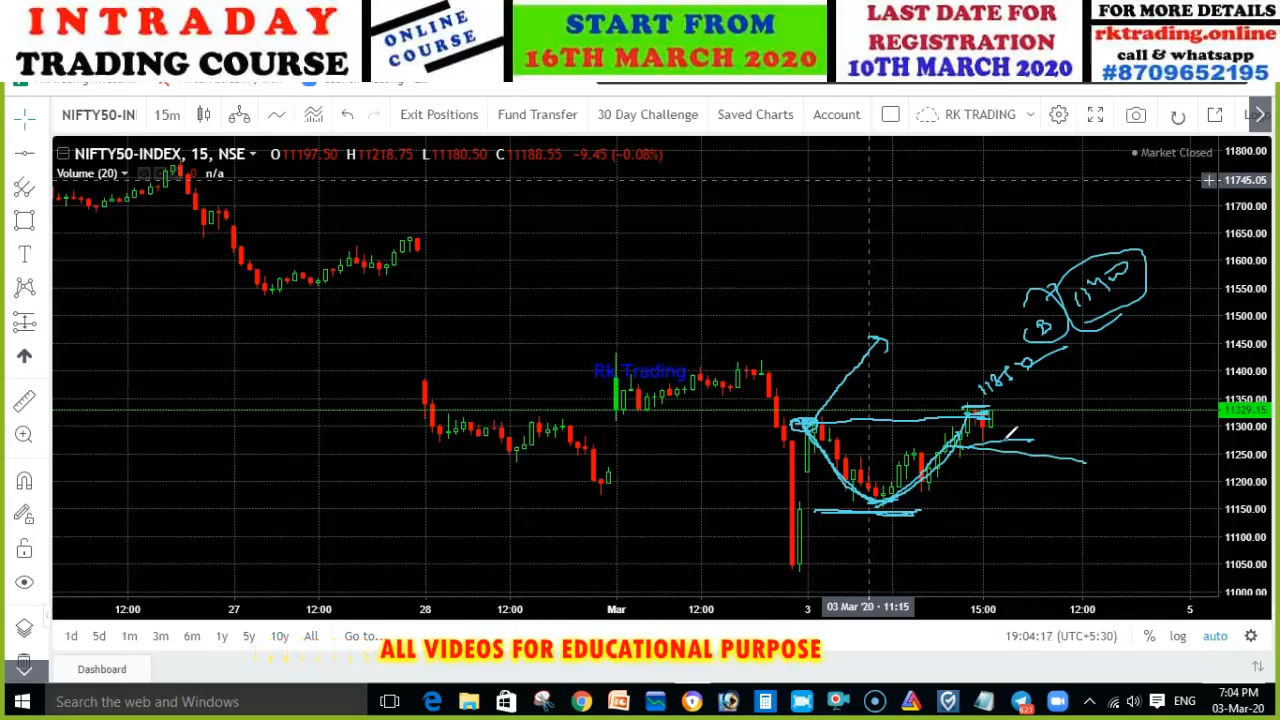 INTRADAY
TRADING COURSE
ONLINE
COURSE
START FROM
16TH MARCH 2020
LAST DATE FOR
REGISTRATION
10TH MARCH 2020
FOR MORE DETAILS
rktrading.online
call & whatsapp
#8709652195
NIFTY50-IN
15m
Exit Positions
Fund Transfer
30 Day Challenge
Saved Charts
Account
RK TRADING
NIFTY50-INDEX, 15, NSE
O11197.50 H11218.75 L11180.50 C11188.55 -9.45 (-0.08%)
Market Closed
Volume (20)
0 n/a
11800.00
11745.05
11700.00
11650.00
11600.00
11550.00
11500.00
11450.00
11400.00
Rk Trading
11350
B
11400
11329.15
11300.00
11250.00
11200.00
11150.00
11100.00
11050.00
11000.00
12:00 27 12:00 28 12:00 Mar 12:00 3 03 Mar '20 - 11:15 15:00 12:00 5
1d 5d 1m 3m 6m 1y 5y 10y All Go to...
19:04:17 (UTC+5:30) % log auto
ALL VIDEOS FOR EDUCATIONAL PURPOSE
Dashboard
Search the web and Windows
621
ENG
7:04 PM
03-Mar-20